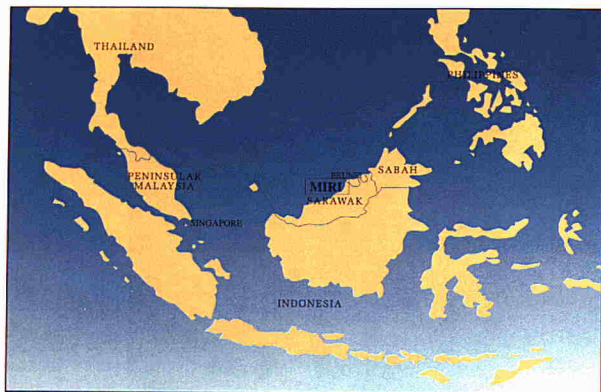 THAILAND
PHILIPPINES
PENINSULAR
MALAYSIA
BRUNEI
SABAH
MIRI
SARAWAK
SINGAPORE
INDONESIA